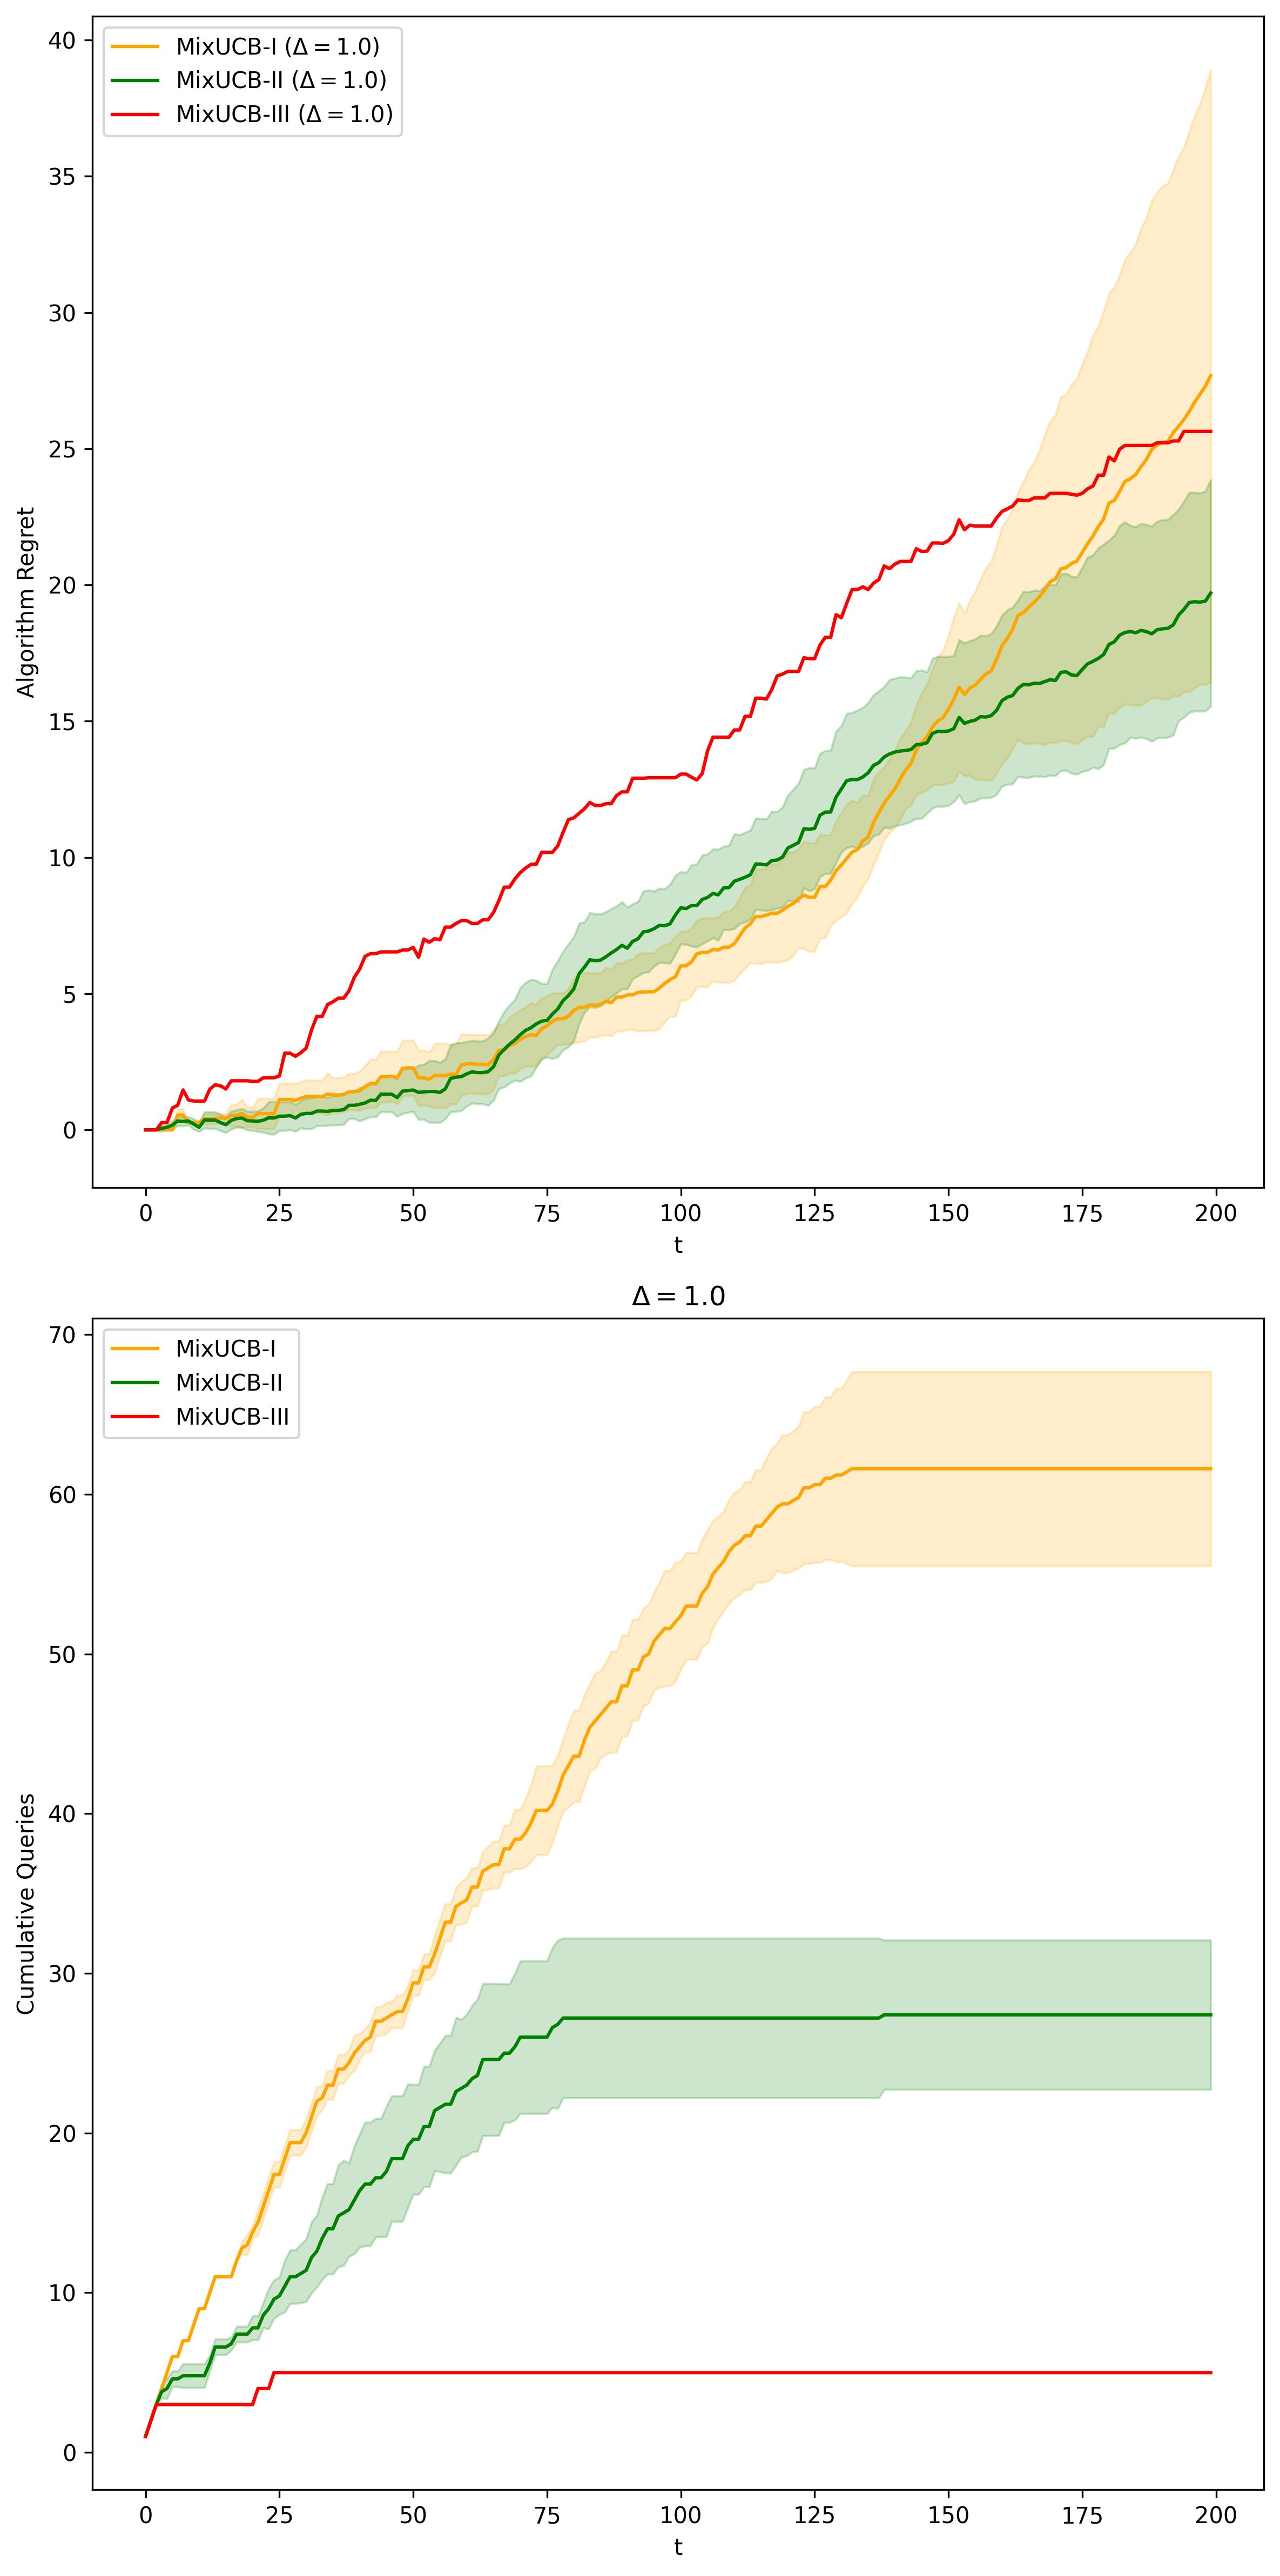 MixUCB-I (Δ = 1.0)
MixUCB-II (Δ = 1.0)
MixUCB-III (Δ = 1.0)
40
35
30
25
20
15
10
5
0
Algorithm Regret
0 25 50 75 100 125 150 175 200
t
Δ = 1.0
MixUCB-I
MixUCB-II
MixUCB-III
70
60
50
40
30
20
10
0
Cumulative Queries
0 25 50 75 100 125 150 175 200
t